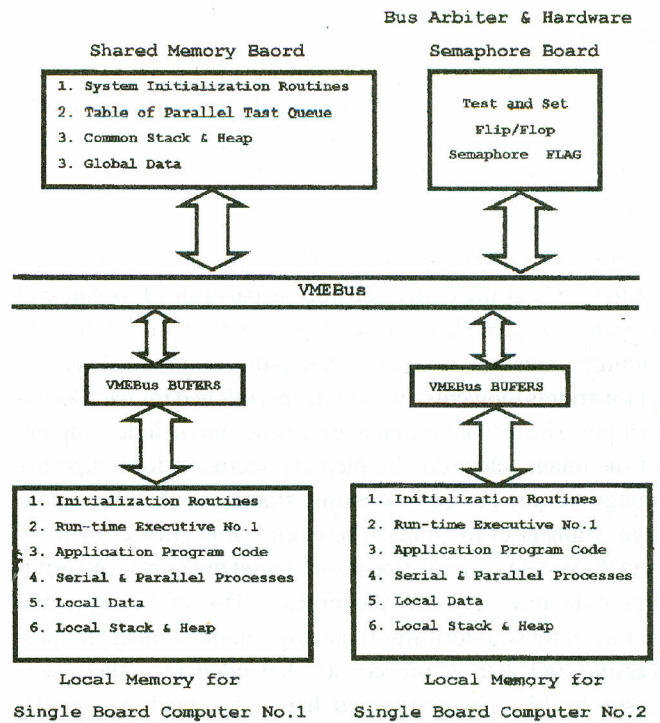 Bus Arbiter & Hardware
Shared Memory Baord
Semaphore Board
1. System Initialization Routines
2. Table of Parallel Tast Queue
3. Common Stack & Heap
3. Global Data
Test and Set
Flip/Flop
Semaphore FLAG
VMEBus
VMEBus BUFERS
VMEBus BUFERS
1. Initialization Routines
2. Run-time Executive No.1
3. Application Program Code
4. Serial & Parallel Processes
5. Local Data
6. Local Stack & Heap
1. Initialization Routines
2. Run-time Executive No.1
3. Application Program Code
4. Serial & Parallel Processes
5. Local Data
6. Local Stack & Heap
Local Memory for
Single Board Computer No.1
Local Memory for
Single Board Computer No.2